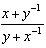 x + y⁻¹
y + x⁻¹